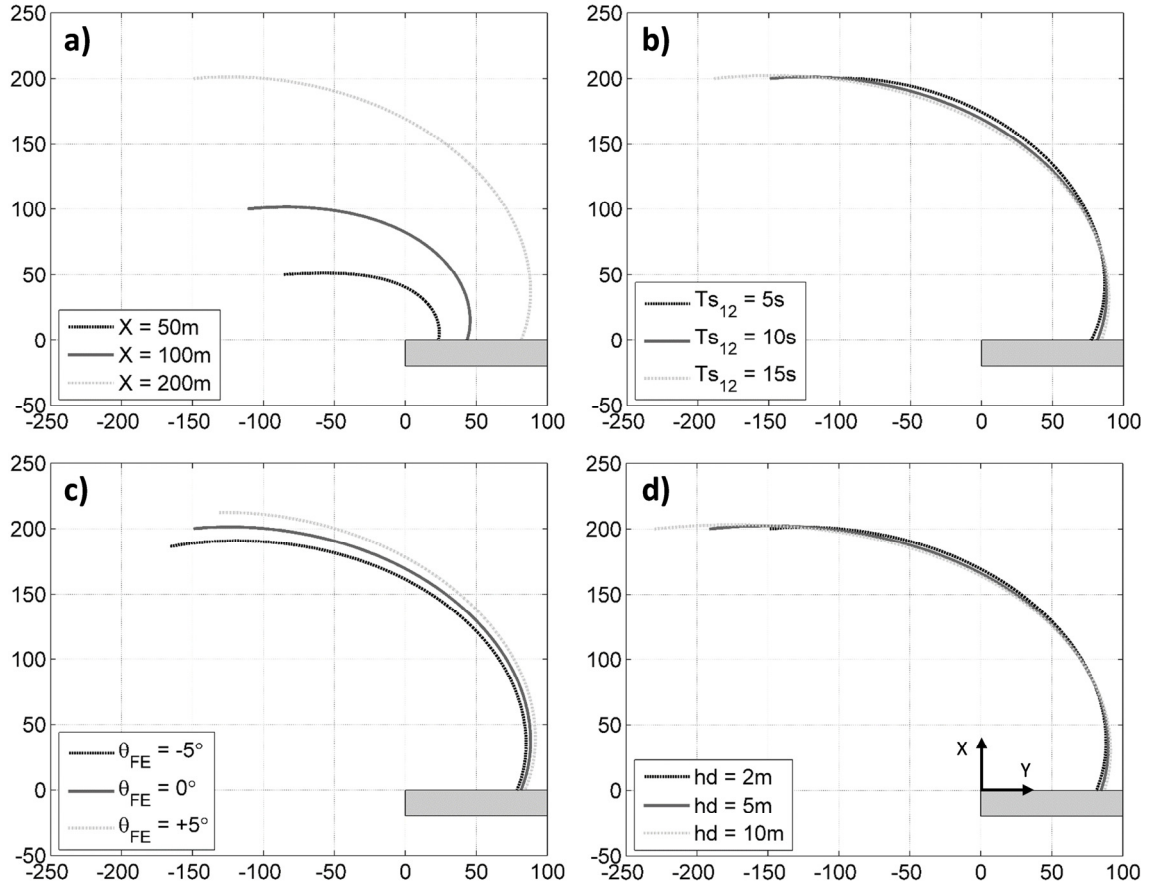 a)
250
200
150
100
50
0
-50
-250 -200 -150 -100 -50 0 50 100
X = 50m
X = 100m
X = 200m
b)
250
200
150
100
50
0
-50
-250 -200 -150 -100 -50 0 50 100
Ts12 = 5s
Ts12 = 10s
Ts12 = 15s
c)
250
200
150
100
50
0
-50
-250 -200 -150 -100 -50 0 50 100
θFE = -5°
θFE = 0°
θFE = +5°
d)
250
200
150
100
50
0
-50
-250 -200 -150 -100 -50 0 50 100
X
Y
hd = 2m
hd = 5m
hd = 10m